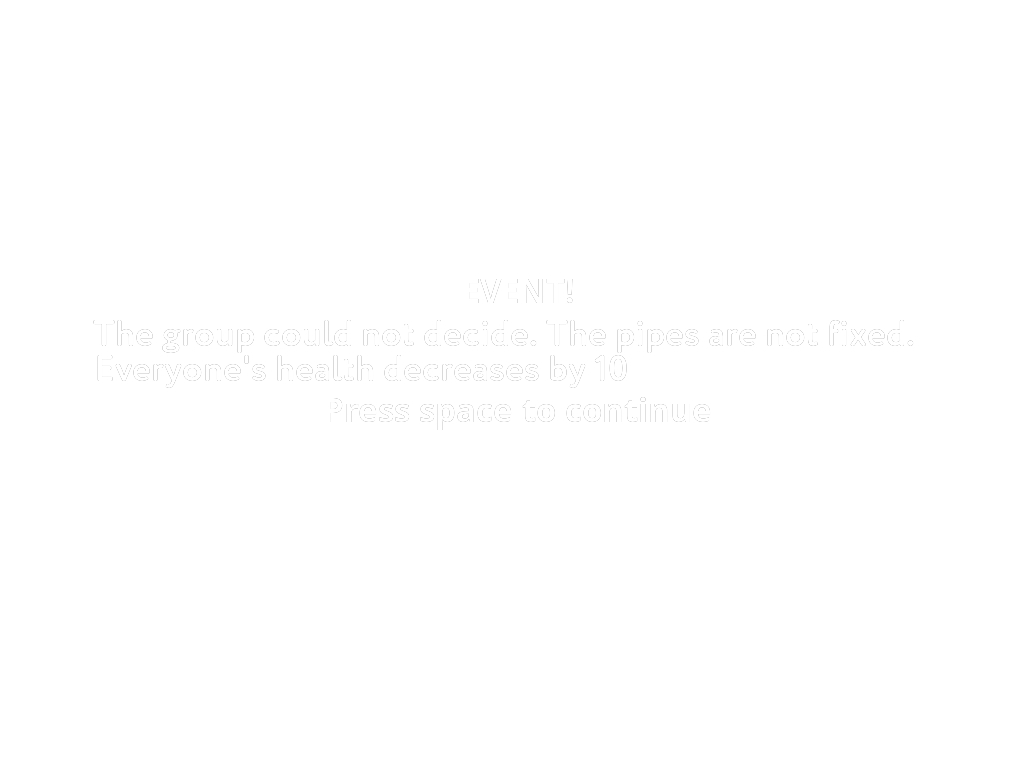 EVENT!
The group could not decide. The pipes are not fixed.
Everyone's health decreases by 10
Press space to continue